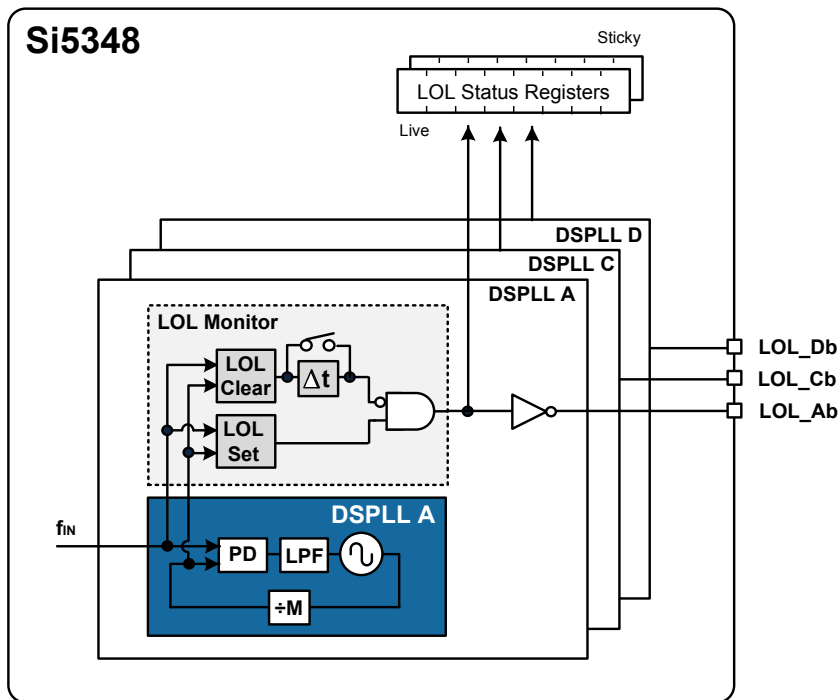 Si5348
Sticky
LOL Status Registers
Live
DSPLL D
DSPLL C
DSPLL A
LOL Monitor
LOL
Clear
Δt
LOL
Set
LOL_Db
LOL_Cb
LOL_Ab
DSPLL A
fIN
PD
LPF
÷M